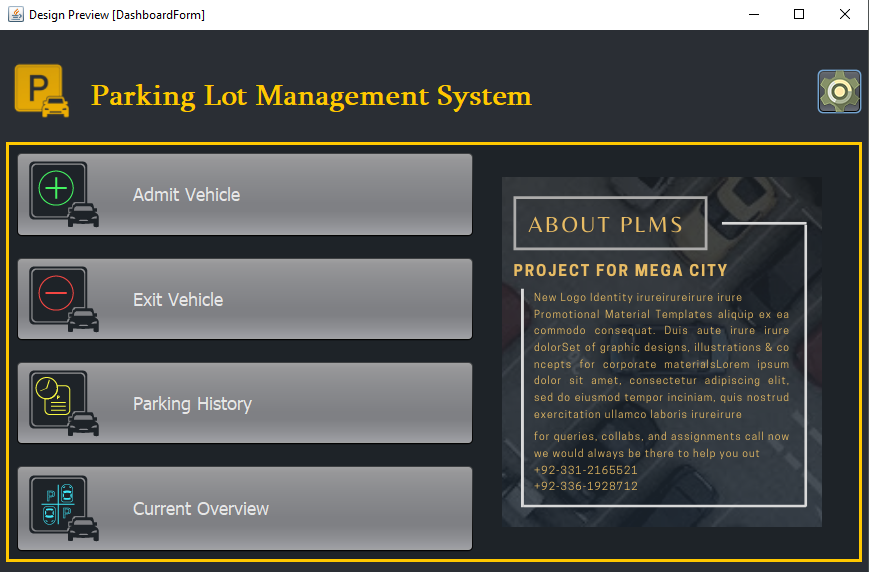 Design Preview [DashboardForm]
P
Parking Lot Management System
Admit Vehicle
Exit Vehicle
Parking History
P
P
Current Overview
ABOUT PLMS
PROJECT FOR MEGA CITY
New Logo Identity irureirureirure irure
Promotional Material Templates aliquip ex ea
commodo consequat. Duis aute irure irure
dolorSet of graphic designs, illustrations & co
ncepts for corporate materialsLorem ipsum
dolor sit amet, consectetur adipiscing elit,
sed do eiusmod tempor inciniam, quis nostrud
exercitation ullamco laboris irureirure
for queries, collabs, and assignments call now
we would always be there to help you out
+92-331-2165521
+92-336-1928712